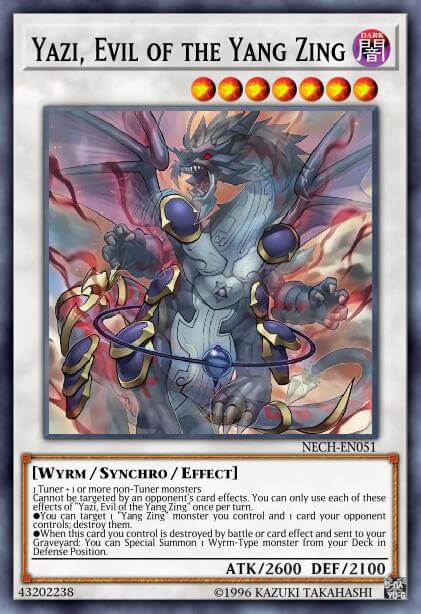 Yazi, Evil of the Yang Zing
DARK
闇
NECH-EN051
[Wyrm / Synchro / Effect]
1 Tuner + 1 or more non-Tuner monsters
Cannot be targeted by an opponent's card effects. You can only use each of these
effects of "Yazi, Evil of the Yang Zing" once per turn.
●You can target 1 "Yang Zing" monster you control and 1 card your opponent
controls; destroy them.
●When this card you control is destroyed by battle or card effect and sent to your
Graveyard: You can Special Summon 1 Wyrm-Type monster from your Deck in
Defense Position.
ATK/2600 DEF/2100
43202238
©1996 KAZUKI TAKAHASHI